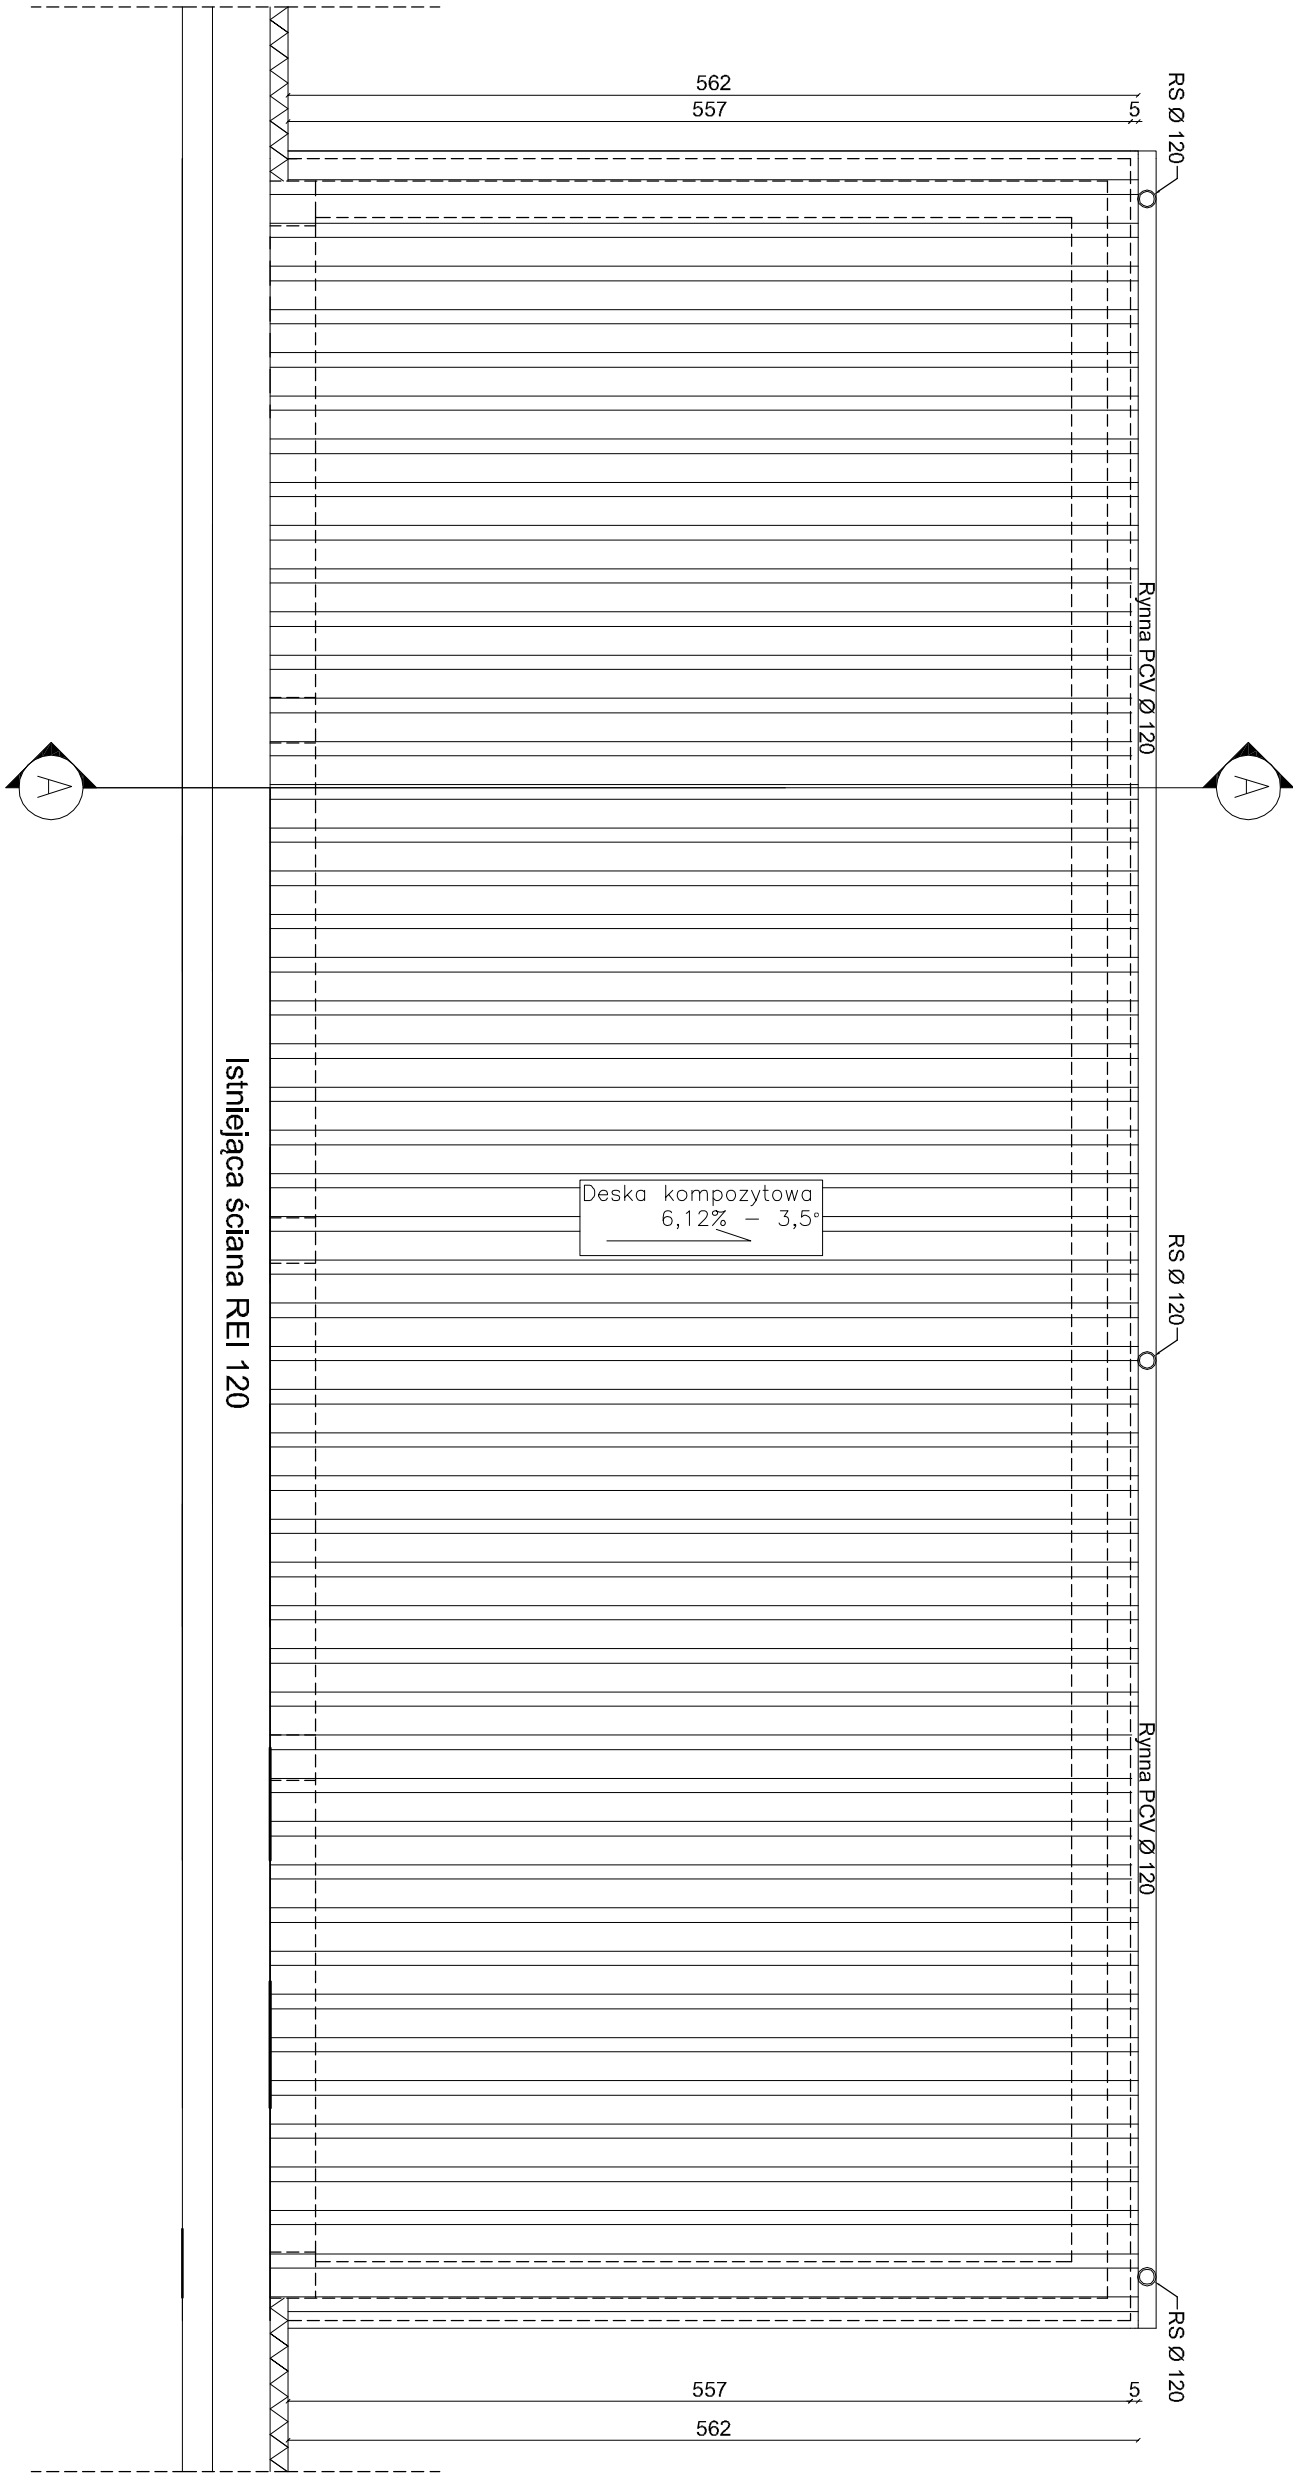 562
557
5
RS Ø 120
Rynna PCV Ø 120
A
A
Istniejąca ściana REI 120
Deska kompozytowa
6,12% – 3,5°
RS Ø 120
Rynna PCV Ø 120
RS Ø 120
557
5
562